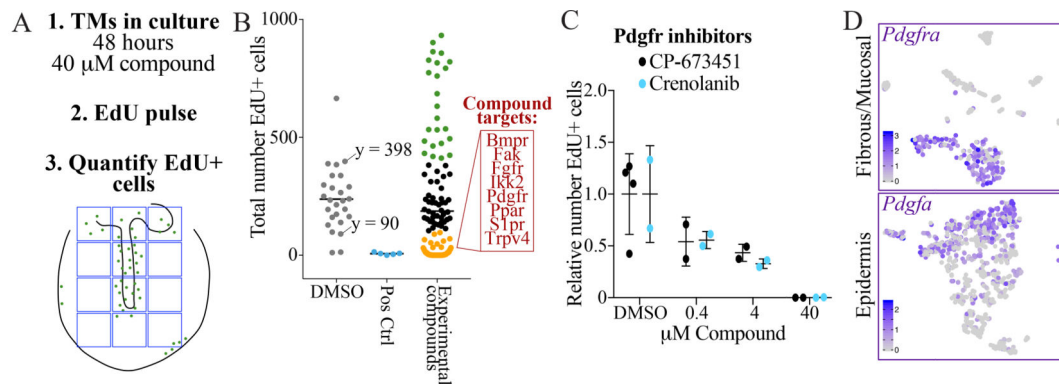 A
1. TMs in culture
48 hours
40 μM compound
2. EdU pulse
3. Quantify EdU+
cells
B
Total number EdU+ cells
1000
500
0
y = 398
y = 90
DMSO
Pos Ctrl
Experimental
compounds
Compound
targets:
Bmpr
Fak
Fgfr
Ikk2
Pdgfr
Ppar
S1pr
Trpv4
C
Pdgfr inhibitors
CP-673451
Crenolanib
Relative number EdU+ cells
2.0
1.5
1.0
0.5
0
DMSO
0.4
4
40
μM Compound
D
Fibrous/Mucosal
Pdgfra
3
2
1
0
Epidermis
Pdgfa
2
1
0